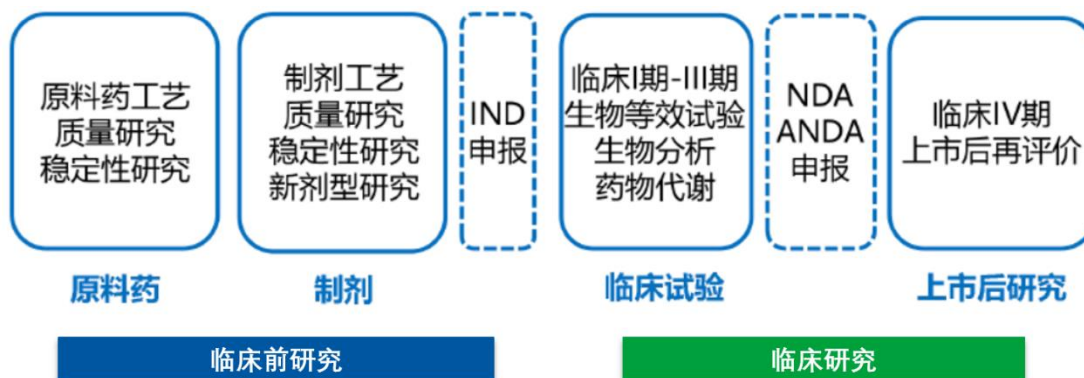 原料药工艺
质量研究
稳定性研究
制剂工艺
质量研究
稳定性研究
新剂型研究
IND
申报
临床I期-III期
生物等效试验
生物分析
药物代谢
NDA
ANDA
申报
临床IV期
上市后再评价
原料药
制剂
临床试验
上市后研究
临床前研究
临床研究